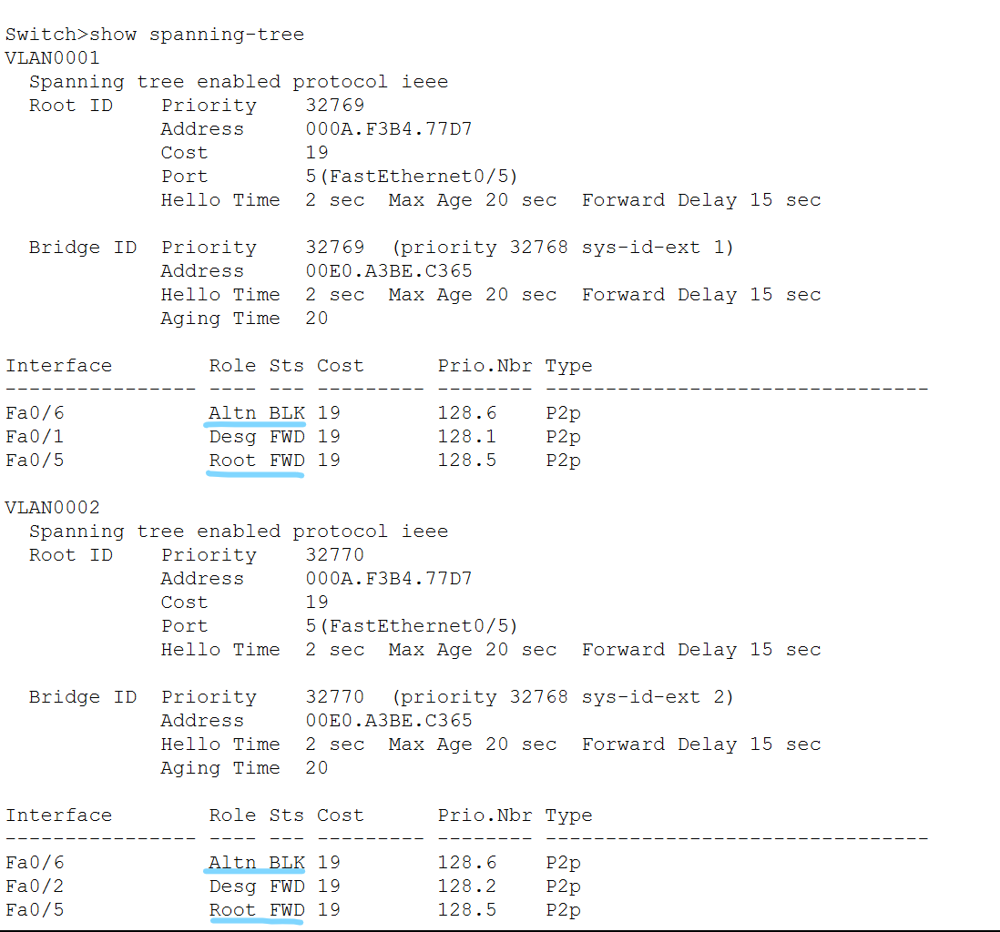 Switch>show spanning-tree
VLAN0001
  Spanning tree enabled protocol ieee
  Root ID    Priority    32769
             Address     000A.F3B4.77D7
             Cost        19
             Port        5(FastEthernet0/5)
             Hello Time  2 sec  Max Age 20 sec  Forward Delay 15 sec

  Bridge ID  Priority    32769  (priority 32768 sys-id-ext 1)
             Address     00E0.A3BE.C365
             Hello Time  2 sec  Max Age 20 sec  Forward Delay 15 sec
             Aging Time  20

Interface        Role Sts Cost      Prio.Nbr Type
---------------- ---- --- --------- -------- --------------------------------
Fa0/6            Altn BLK 19        128.6    P2p
Fa0/1            Desg FWD 19        128.1    P2p
Fa0/5            Root FWD 19        128.5    P2p

VLAN0002
  Spanning tree enabled protocol ieee
  Root ID    Priority    32770
             Address     000A.F3B4.77D7
             Cost        19
             Port        5(FastEthernet0/5)
             Hello Time  2 sec  Max Age 20 sec  Forward Delay 15 sec

  Bridge ID  Priority    32770  (priority 32768 sys-id-ext 2)
             Address     00E0.A3BE.C365
             Hello Time  2 sec  Max Age 20 sec  Forward Delay 15 sec
             Aging Time  20

Interface        Role Sts Cost      Prio.Nbr Type
---------------- ---- --- --------- -------- --------------------------------
Fa0/6            Altn BLK 19        128.6    P2p
Fa0/2            Desg FWD 19        128.2    P2p
Fa0/5            Root FWD 19        128.5    P2p